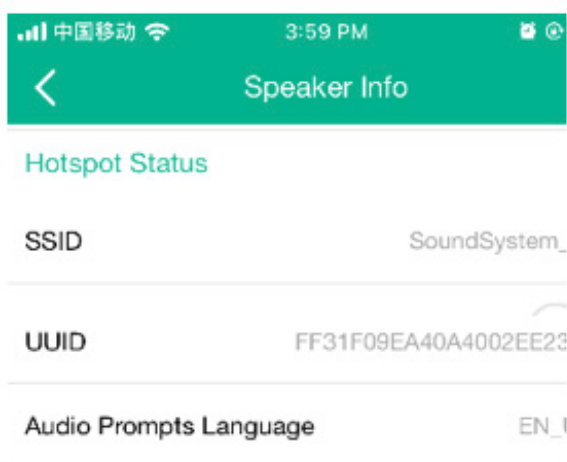 中国移动 3:59 PM
Speaker Info
Hotspot Status
SSID SoundSystem_
UUID FF31F09EA40A4002EE23
Audio Prompts Language EN_